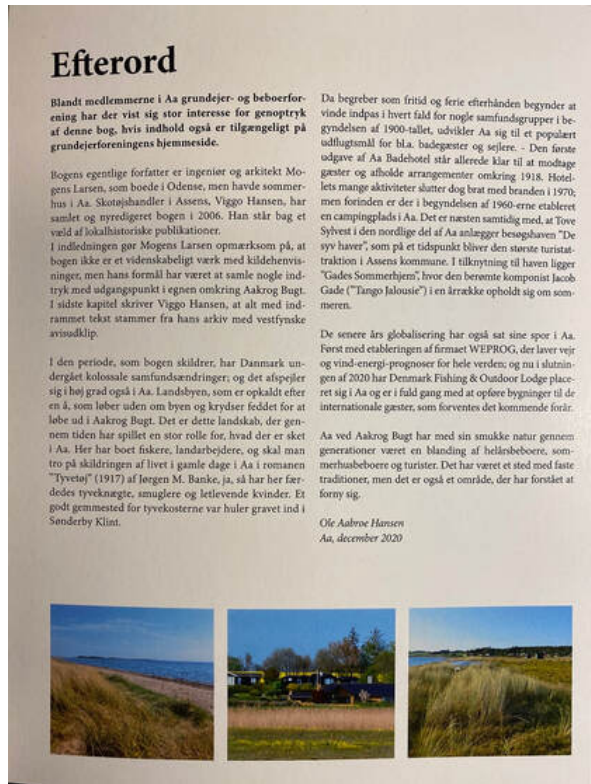 Efterord
Blandt medlemmerne i Aa grundejer- og beboerfor-
ening har der vist sig stor interesse for genoptryk
af denne bog, hvis indhold også er tilgængeligt på
grundejerforeningens hjemmeside.
Bogens egentlige forfatter er ingeniør og arkitekt Mo-
gens Larsen, som boede i Odense, men havde sommer-
hus i Aa. Skotøjshandler i Assens, Viggo Hansen, har
samlet og nyredigeret bogen i 2006. Han står bag et
væld af lokalhistoriske publikationer.
I indledningen gør Mogens Larsen opmærksom på, at
bogen ikke er et videnskabeligt værk med kildehenvis-
ninger, men hans formål har været at samle nogle ind-
tryk med udgangspunkt i egnen omkring Aakrog Bugt.
I sidste kapitel skriver Viggo Hansen, at alt med ind-
rammet tekst stammer fra hans arkiv med vestfynske
avisudklip.
I den periode, som bogen skildrer, har Danmark un-
dergået kolossale samfundsændringer; og det afspejler
sig i høj grad også i Aa. Landsbyen, som er opkaldt efter
en å, som løber uden om byen og krydser feddet for at
løbe ud i Aakrog Bugt. Det er dette landskab, der gen-
nem tiden har spillet en stor rolle for, hvad der er sket
i Aa. Her har boet fiskere, landarbejdere, og skal man
tro på skildringen af livet i gamle dage i Aa i romanen
"Tyvetøj" (1917) af Jørgen M. Banke, ja, så har her fær-
dedes tyveknægte, smuglere og letlevende kvinder. Et
godt gemmested for tyvekosterne var huler gravet ind i
Sønderby Klint.
Da begreber som fritid og ferie efterhånden begynder at
vinde indpas i hvert fald for nogle samfundsgrupper i be-
gyndelsen af 1900-tallet, udvikler Aa sig til et populært
udflugtsmål for bl.a. badegæster og sejlere. - Den første
udgave af Aa Badehotel står allerede klar til at modtage
gæster og afholde arrangementer omkring 1918. Hotel-
lets mange aktiviteter slutter dog brat med branden i 1970;
men forinden er der i begyndelsen af 1960-erne etableret
en campingplads i Aa. Det er næsten samtidig med, at Tove
Sylvest i den nordlige del af Aa anlægger besøgshaven "De
syv haver", som på et tidspunkt bliver den største turistat-
traktion i Assens kommune. I tilknytning til haven ligger
"Gades Sommerhjem", hvor den berømte komponist Jacob
Gade ("Tango Jalousie") i en årrække opholdt sig om som-
meren.
De senere års globalisering har også sat sine spor i Aa.
Først med etableringen af firmaet WEPROG, der laver vejr
og vind-energi-prognoser for hele verden; og nu i slutnin-
gen af 2020 har Denmark Fishing & Outdoor Lodge place-
ret sig i Aa og er i fuld gang med at opføre bygninger til de
internationale gæster, som forventes det kommende forår.
Aa ved Aakrog Bugt har med sin smukke natur gennem
generationer været en blanding af helårsbeboere, som-
merhusbeboere og turister. Det har været et sted med faste
traditioner, men det er også et område, der har forstået at
forny sig.
Ole Aabroe Hansen
Aa, december 2020